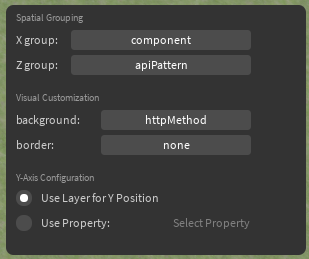 Spatial Grouping
X group: component
Z group: apiPattern
Visual Customization
background: httpMethod
border: none
Y-Axis Configuration
Use Layer for Y Position
Use Property: Select Property